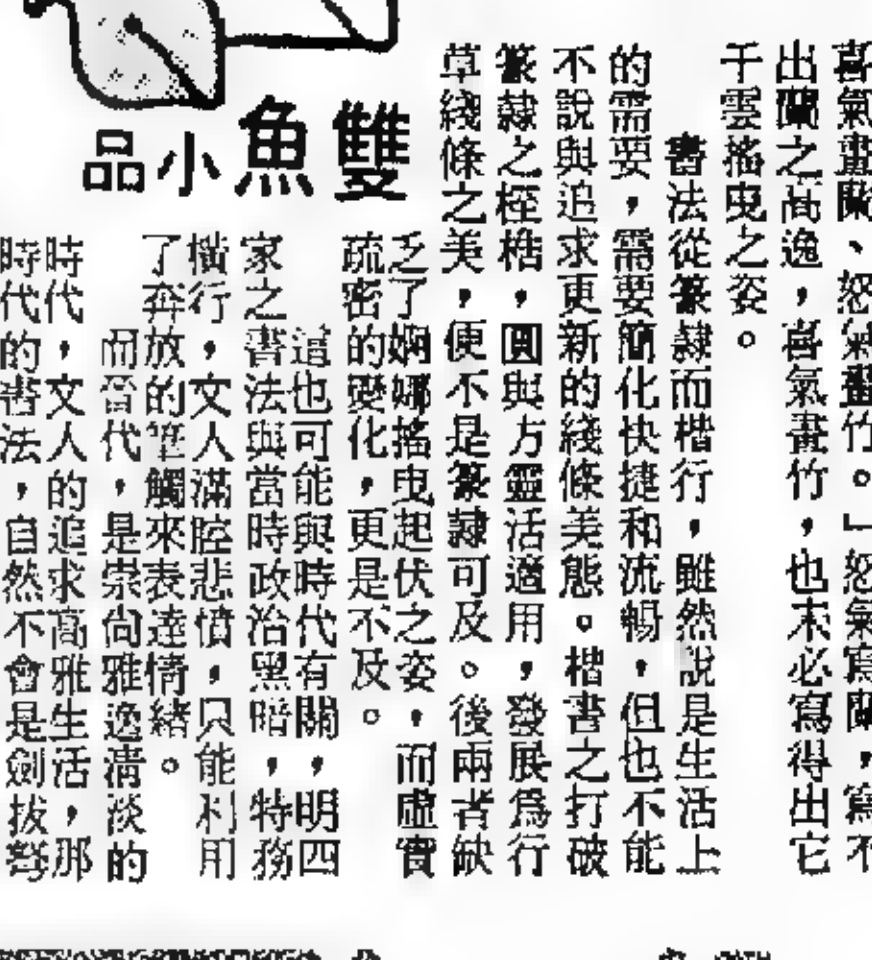 喜氣畫蘭、怒氣畫竹。」怒氣寫蘭，寫不
出蘭之高逸，喜氣畫竹，也未必寫得出它
干雲搖曳之姿。
書法從篆隸而楷行，雖然說是生活上
的需要，需要簡化快捷和流暢，但也不能
不說與追求更新的綫條美態。楷書之打破
篆隸之桎梏，圓與方靈活適用，發展爲行
草綫條之美，便不是篆隸可及。後兩者缺
乏了婀娜搖曳起伏之姿，而虛實
疏密的變化，更是不及。
這也可能與時代有關，明四
家之書法與當時政治黑暗，特務
橫行，文人滿腔悲憤，只能利用
了奔放的筆觸來表達情緒。
而晉代，是崇尚雅逸淸淡的
時代，文人的追求高雅生活，那
時代的書法，自然不會是劍拔弩
雙魚小品